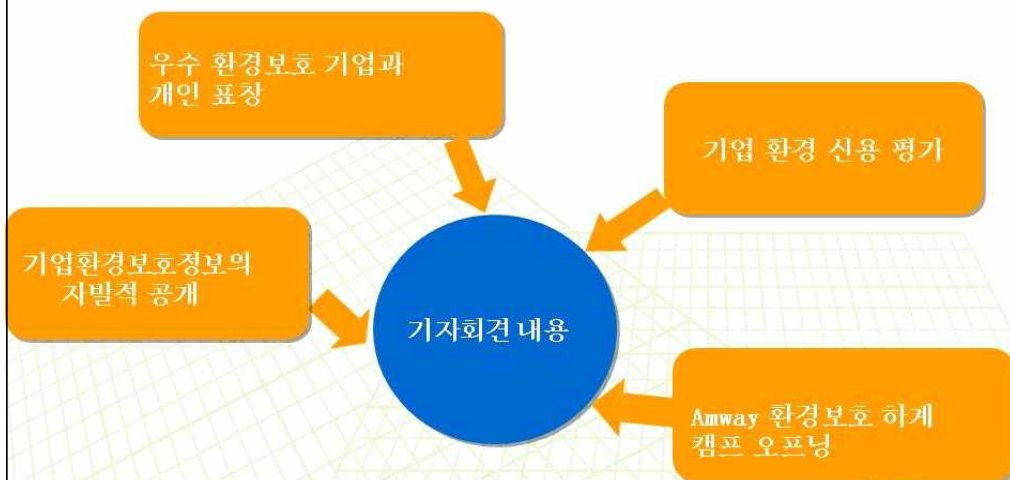 우수 환경보호 기업과
개인 표창
기업 환경 신용 평가
기업환경보호정보의
자발적 공개
기자회견 내용
Amway 환경보호 하계
캠프 오프닝